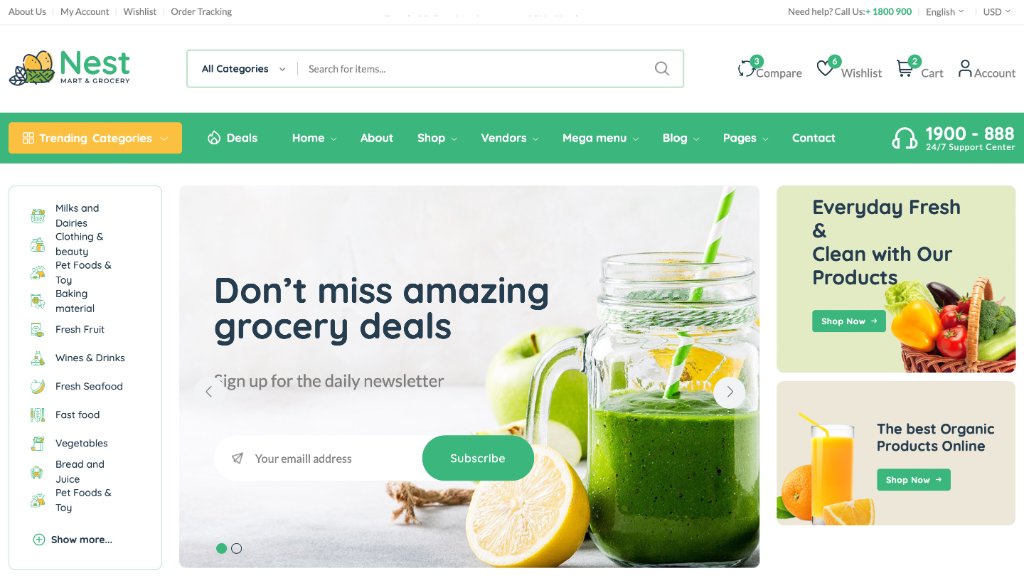 About Us
My Account
Wishlist
Order Tracking
Need help? Call Us:+ 1800 900
English
USD
Nest
MART & GROCERY
All Categories
Search for items...
3
Compare
6
Wishlist
2
Cart
Account
Trending Categories
Deals
Home
About
Shop
Vendors
Mega menu
Blog
Pages
Contact
1900 - 888
24/7 Support Center
Milks and
Dairies
Clothing &
beauty
Pet Foods &
Toy
Baking
material
Fresh Fruit
Wines & Drinks
Fresh Seafood
Fast food
Vegetables
Bread and
Juice
Pet Foods &
Toy
Show more...
Don't miss amazing
grocery deals
Sign up for the daily newsletter
Your emaill address
Subscribe
Everyday Fresh
&
Clean with Our
Products
Shop Now
The best Organic
Products Online
Shop Now